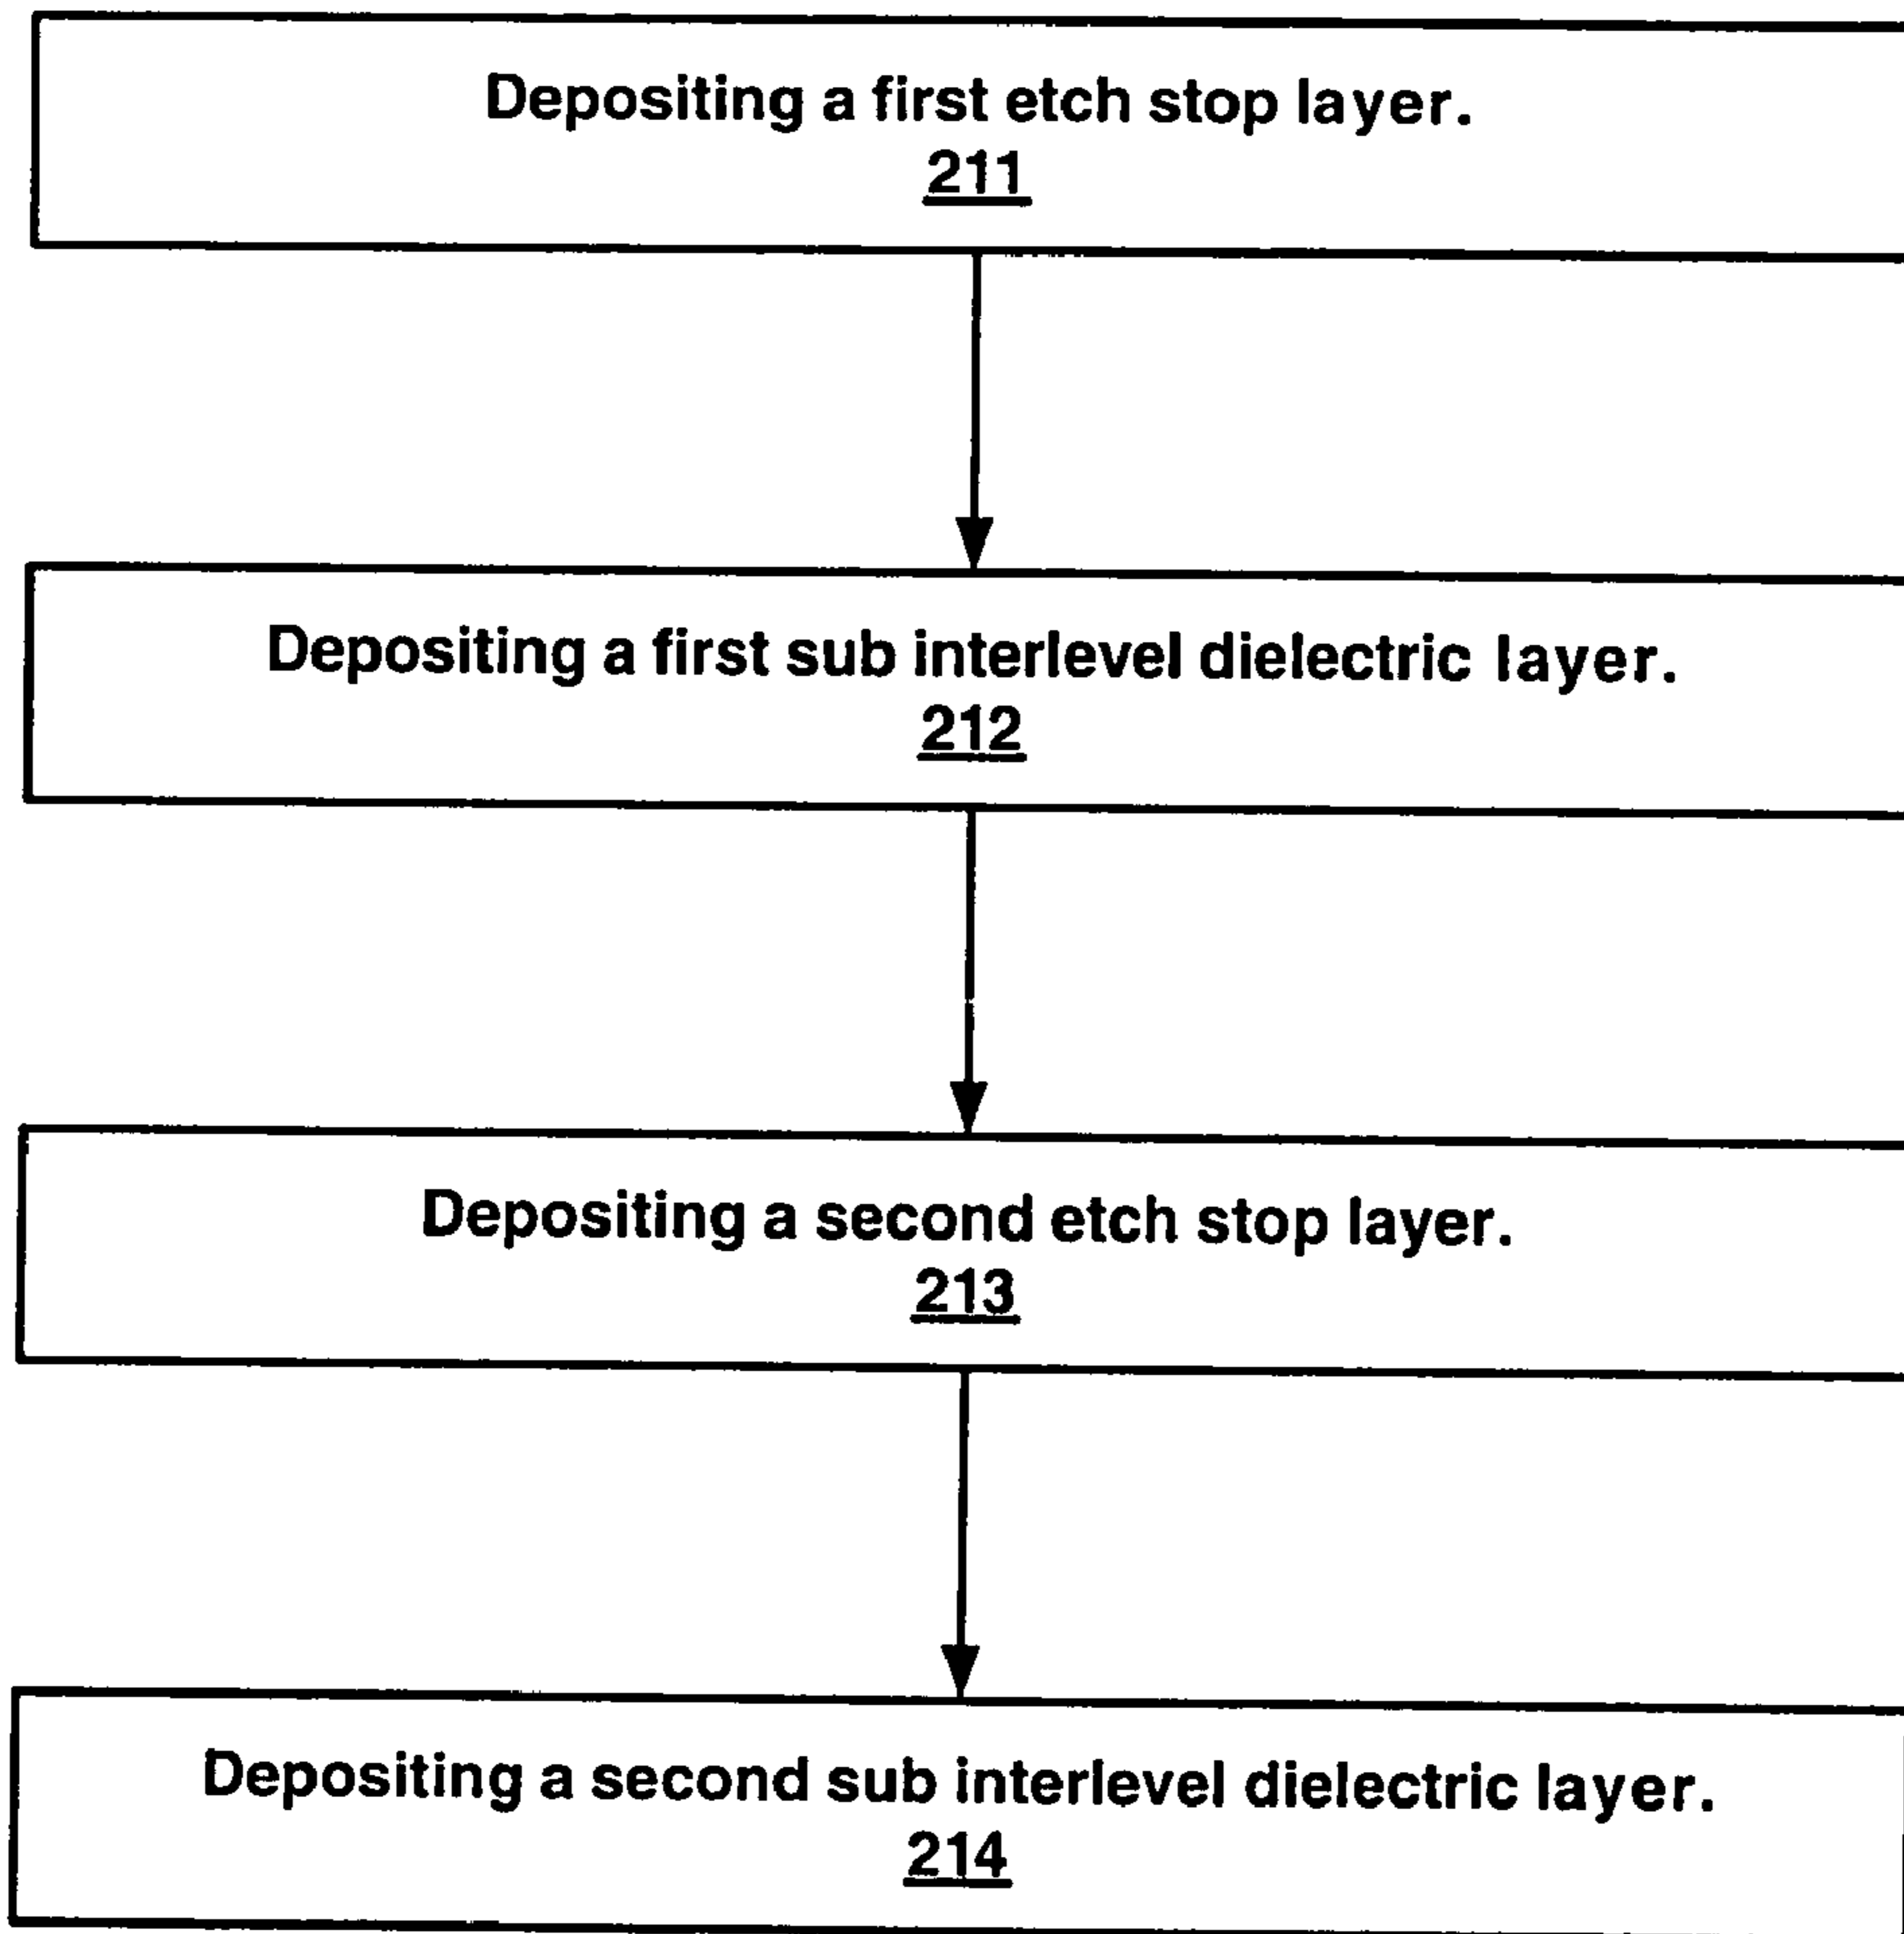 Depositing a first etch stop layer.
211
Depositing a first sub interlevel dielectric layer.
212
Depositing a second etch stop layer.
213
Depositing a second sub interlevel dielectric layer.
214